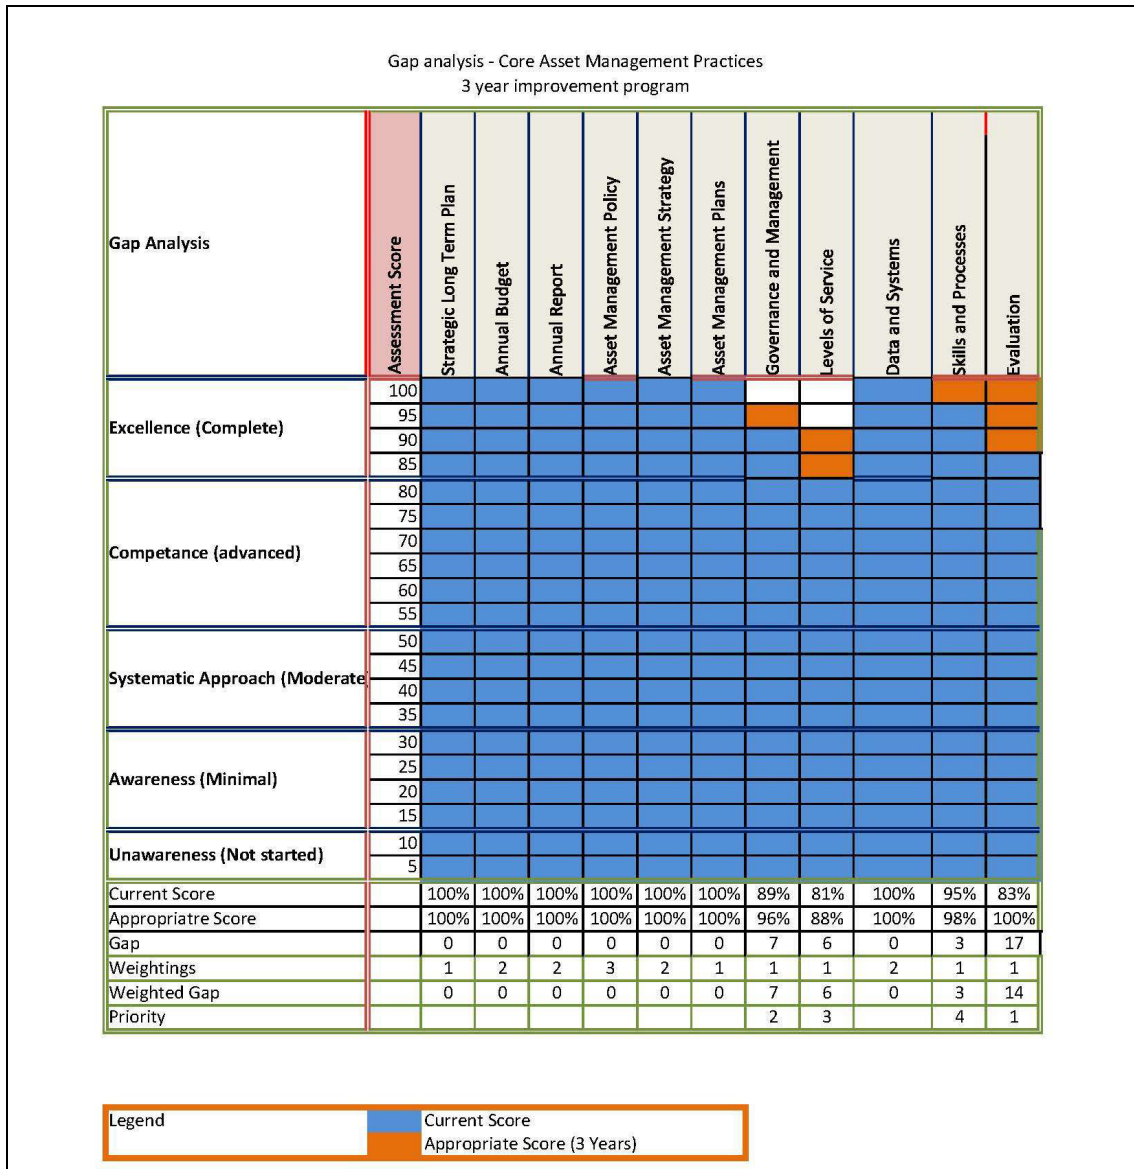 Gap analysis - Core Asset Management Practices
3 year improvement program
Gap Analysis
Assessment Score
Strategic Long Term Plan
Annual Budget
Annual Report
Asset Management Policy
Asset Management Strategy
Asset Management Plans
Governance and Management
Levels of Service
Data and Systems
Skills and Processes
Evaluation
Excellence (Complete)
100
95
90
85
Competance (advanced)
80
75
70
65
60
55
Systematic Approach (Moderate
50
45
40
35
Awareness (Minimal)
30
25
20
15
Unawareness (Not started)
10
5
Current Score 100% 100% 100% 100% 100% 100% 89% 81% 100% 95% 83%
Appropriatre Score 100% 100% 100% 100% 100% 100% 96% 88% 100% 98% 100%
Gap 0 0 0 0 0 0 7 6 0 3 17
Weightings 1 2 2 3 2 1 1 1 2 1 1
Weighted Gap 0 0 0 0 0 0 7 6 0 3 14
Priority 2 3 4 1
Legend Current Score
Appropriate Score (3 Years)